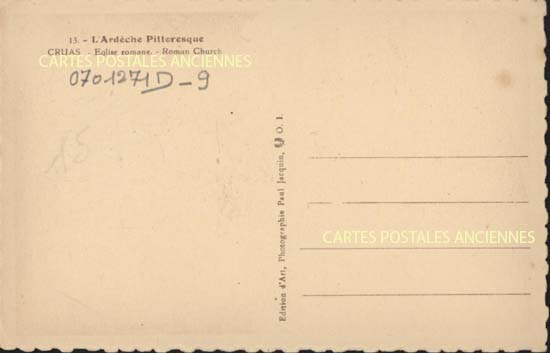 13. - L'Ardèche Pittoresque
CRUAS - Eglise romane. - Roman Church
CARTES POSTALES ANCIENNES
0701271D-9
15
Edition d'Art, Photographie Paul Jacquin, O. I.
CARTES POSTALES ANCIENNES